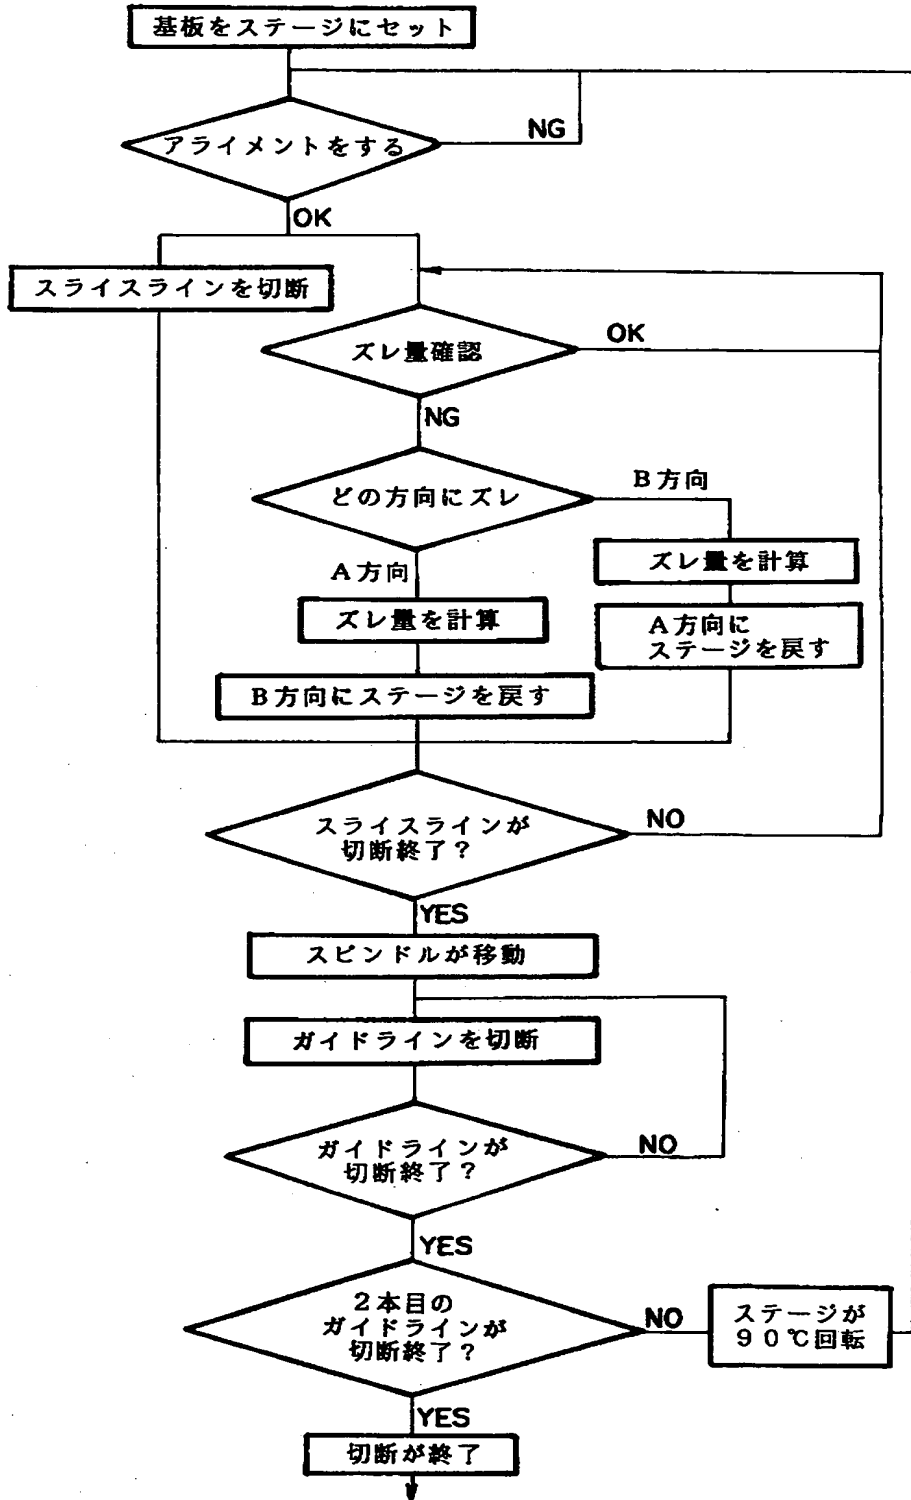 基板をステージにセット
アライメントをする
NG
OK
スライスラインを切断
ズレ量確認
OK
NG
どの方向にズレ
B方向
A方向
ズレ量を計算
ズレ量を計算
A方向に
ステージを戻す
B方向にステージを戻す
スライスラインが
切断終了？
NO
YES
スピンドルが移動
ガイドラインを切断
ガイドラインが
切断終了？
NO
YES
2本目の
ガイドラインが
切断終了？
NO
ステージが
90℃回転
YES
切断が終了